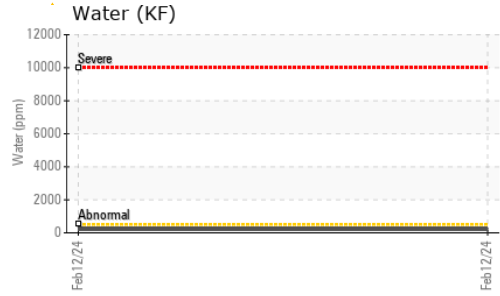 Water (KF)
12000
10000
8000
6000
4000
2000
0
Water (ppm)
Severe
Abnormal
Feb12/24
Feb12/24